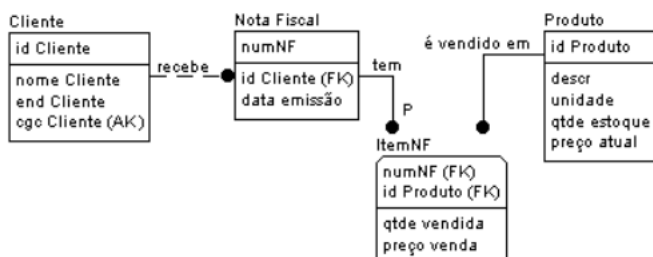 Cliente
id Cliente
nome Cliente
end Cliente
cgc Cliente (AK)
recebe
Nota Fiscal
numNF
id Cliente (FK)
data emissão
tem
P
é vendido em
Produto
id Produto
descr
unidade
qtde estoque
preço atual
ItemNF
numNF (FK)
id Produto (FK)
qtde vendida
preço venda